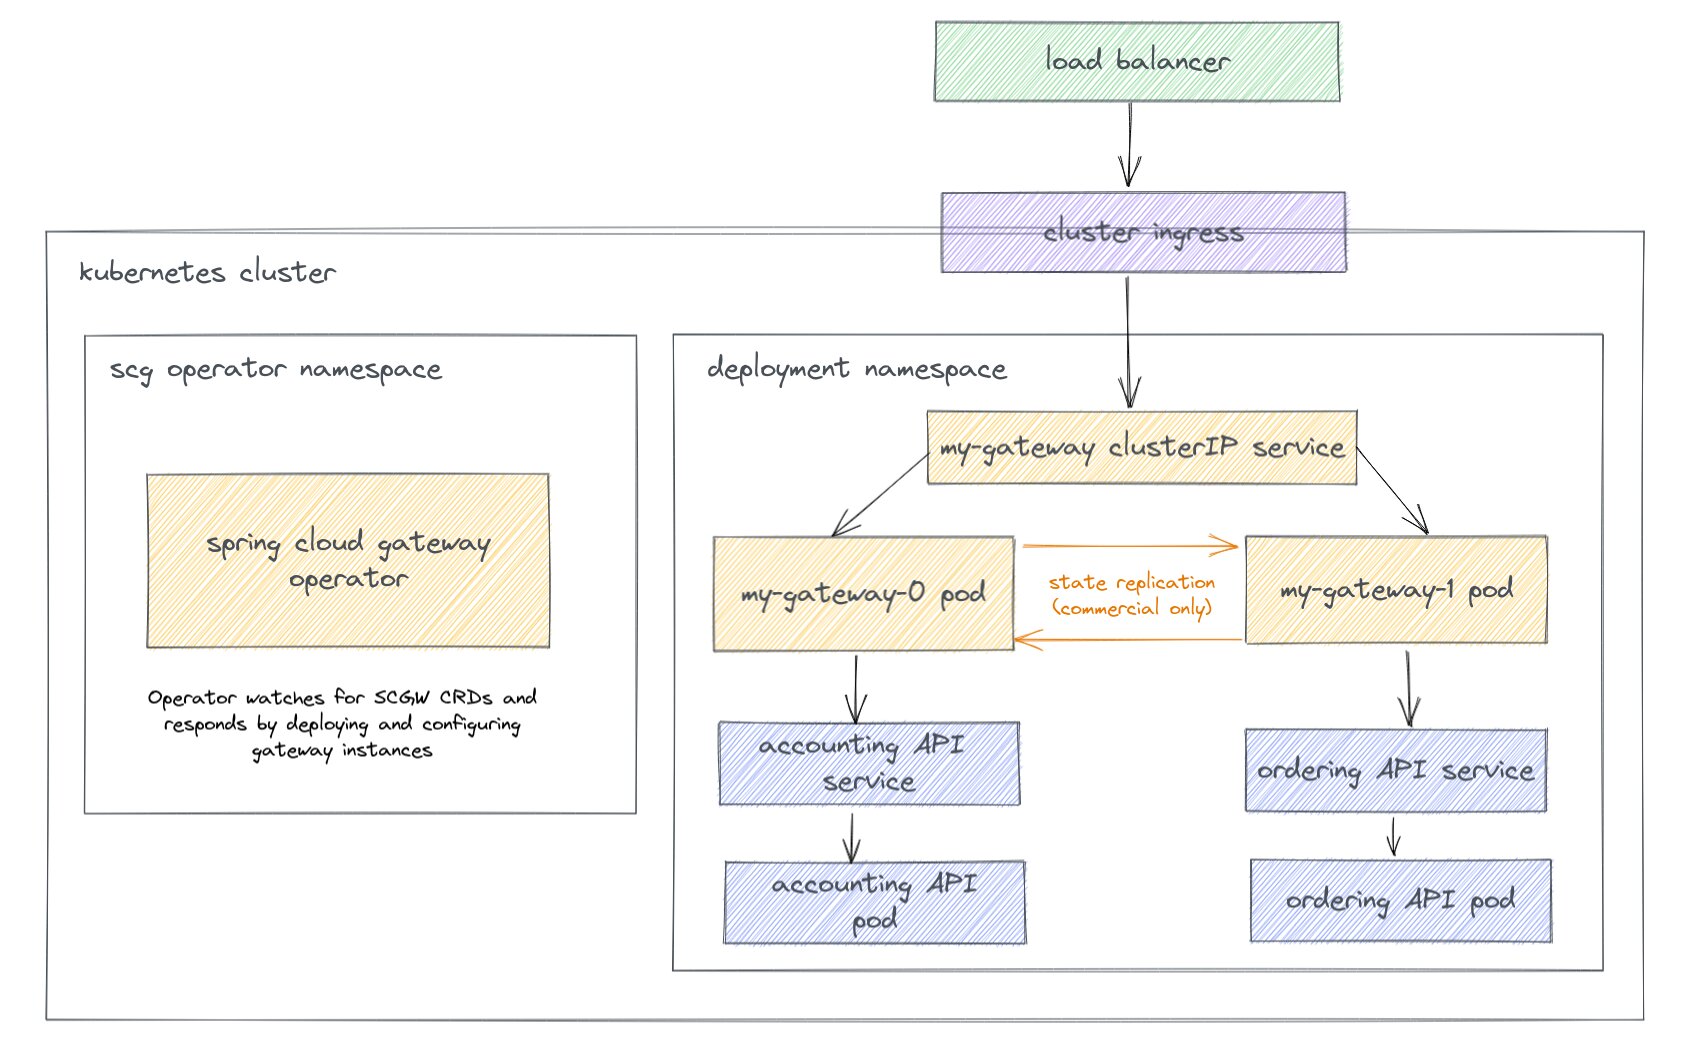 load balancer
cluster ingress
kubernetes cluster
scg operator namespace
spring cloud gateway
operator
Operator watches for SCGW CRDs and
responds by deploying and configuring
gateway instances
deployment namespace
my-gateway clusterIP service
my-gateway-0 pod
state replication
(commercial only)
my-gateway-1 pod
accounting API
service
ordering API service
accounting API
pod
ordering API pod